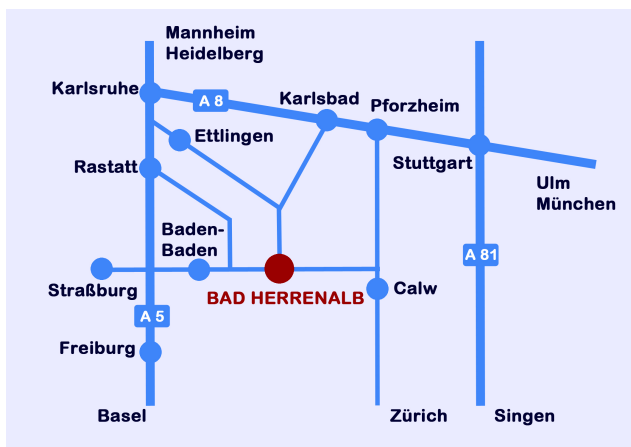 Mannheim
Heidelberg
Karlsruhe
A 8
Karlsbad
Pforzheim
Ettlingen
Rastatt
Stuttgart
Ulm
München
Baden-
Baden
A 81
Straßburg
BAD HERRENALB
Calw
A 5
Freiburg
Basel
Zürich
Singen